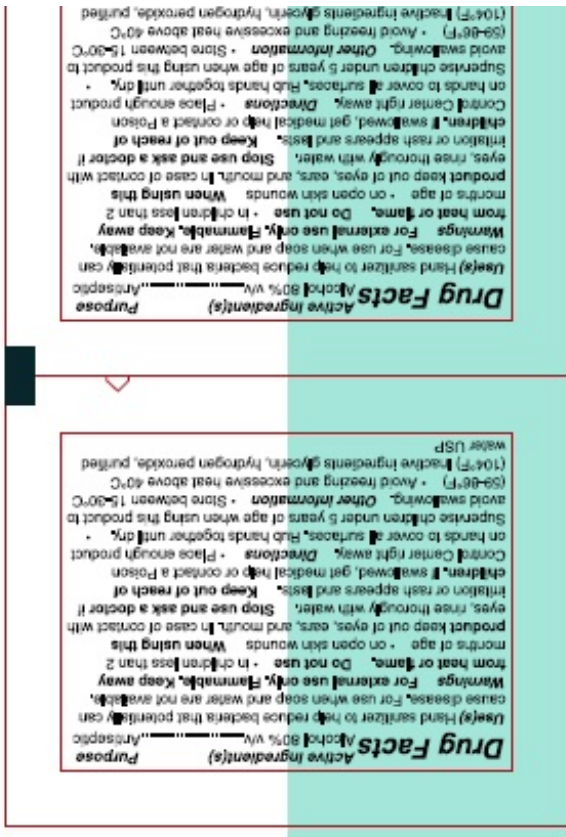 Drug Facts
Active ingredient(s) Purpose
Alcohol 80% v/v..............Antiseptic
Use(s) Hand sanitizer to help reduce bacteria that potentially can
cause disease. For use when soap and water are not available.
Warnings For external use only. Flammable. Keep away
from heat or flame. Do not use • in children less than 2
months of age • on open skin wounds When using this
product keep out of eyes, ears, and mouth. In case of contact with
eyes, rinse thoroughly with water. Stop use and ask a doctor if
irritation or rash appears and lasts. Keep out of reach of
children. If swallowed, get medical help or contact a Poison
Control Center right away. Directions • Place enough product
on hands to cover all surfaces. Rub hands together until dry. •
Supervise children under 5 years of age when using this product to
avoid swallowing. Other information • Store between 15-30°C
(59-86°F) • Avoid freezing and excessive heat above 40°C
(104°F) Inactive ingredients glycerin, hydrogen peroxide, purified
water USP
Drug Facts
Active ingredient(s) Purpose
Alcohol 80% v/v..............Antiseptic
Use(s) Hand sanitizer to help reduce bacteria that potentially can
cause disease. For use when soap and water are not available.
Warnings For external use only. Flammable. Keep away
from heat or flame. Do not use • in children less than 2
months of age • on open skin wounds When using this
product keep out of eyes, ears, and mouth. In case of contact with
eyes, rinse thoroughly with water. Stop use and ask a doctor if
irritation or rash appears and lasts. Keep out of reach of
children. If swallowed, get medical help or contact a Poison
Control Center right away. Directions • Place enough product
on hands to cover all surfaces. Rub hands together until dry. •
Supervise children under 5 years of age when using this product to
avoid swallowing. Other information • Store between 15-30°C
(59-86°F) • Avoid freezing and excessive heat above 40°C
(104°F) Inactive ingredients glycerin, hydrogen peroxide, purified